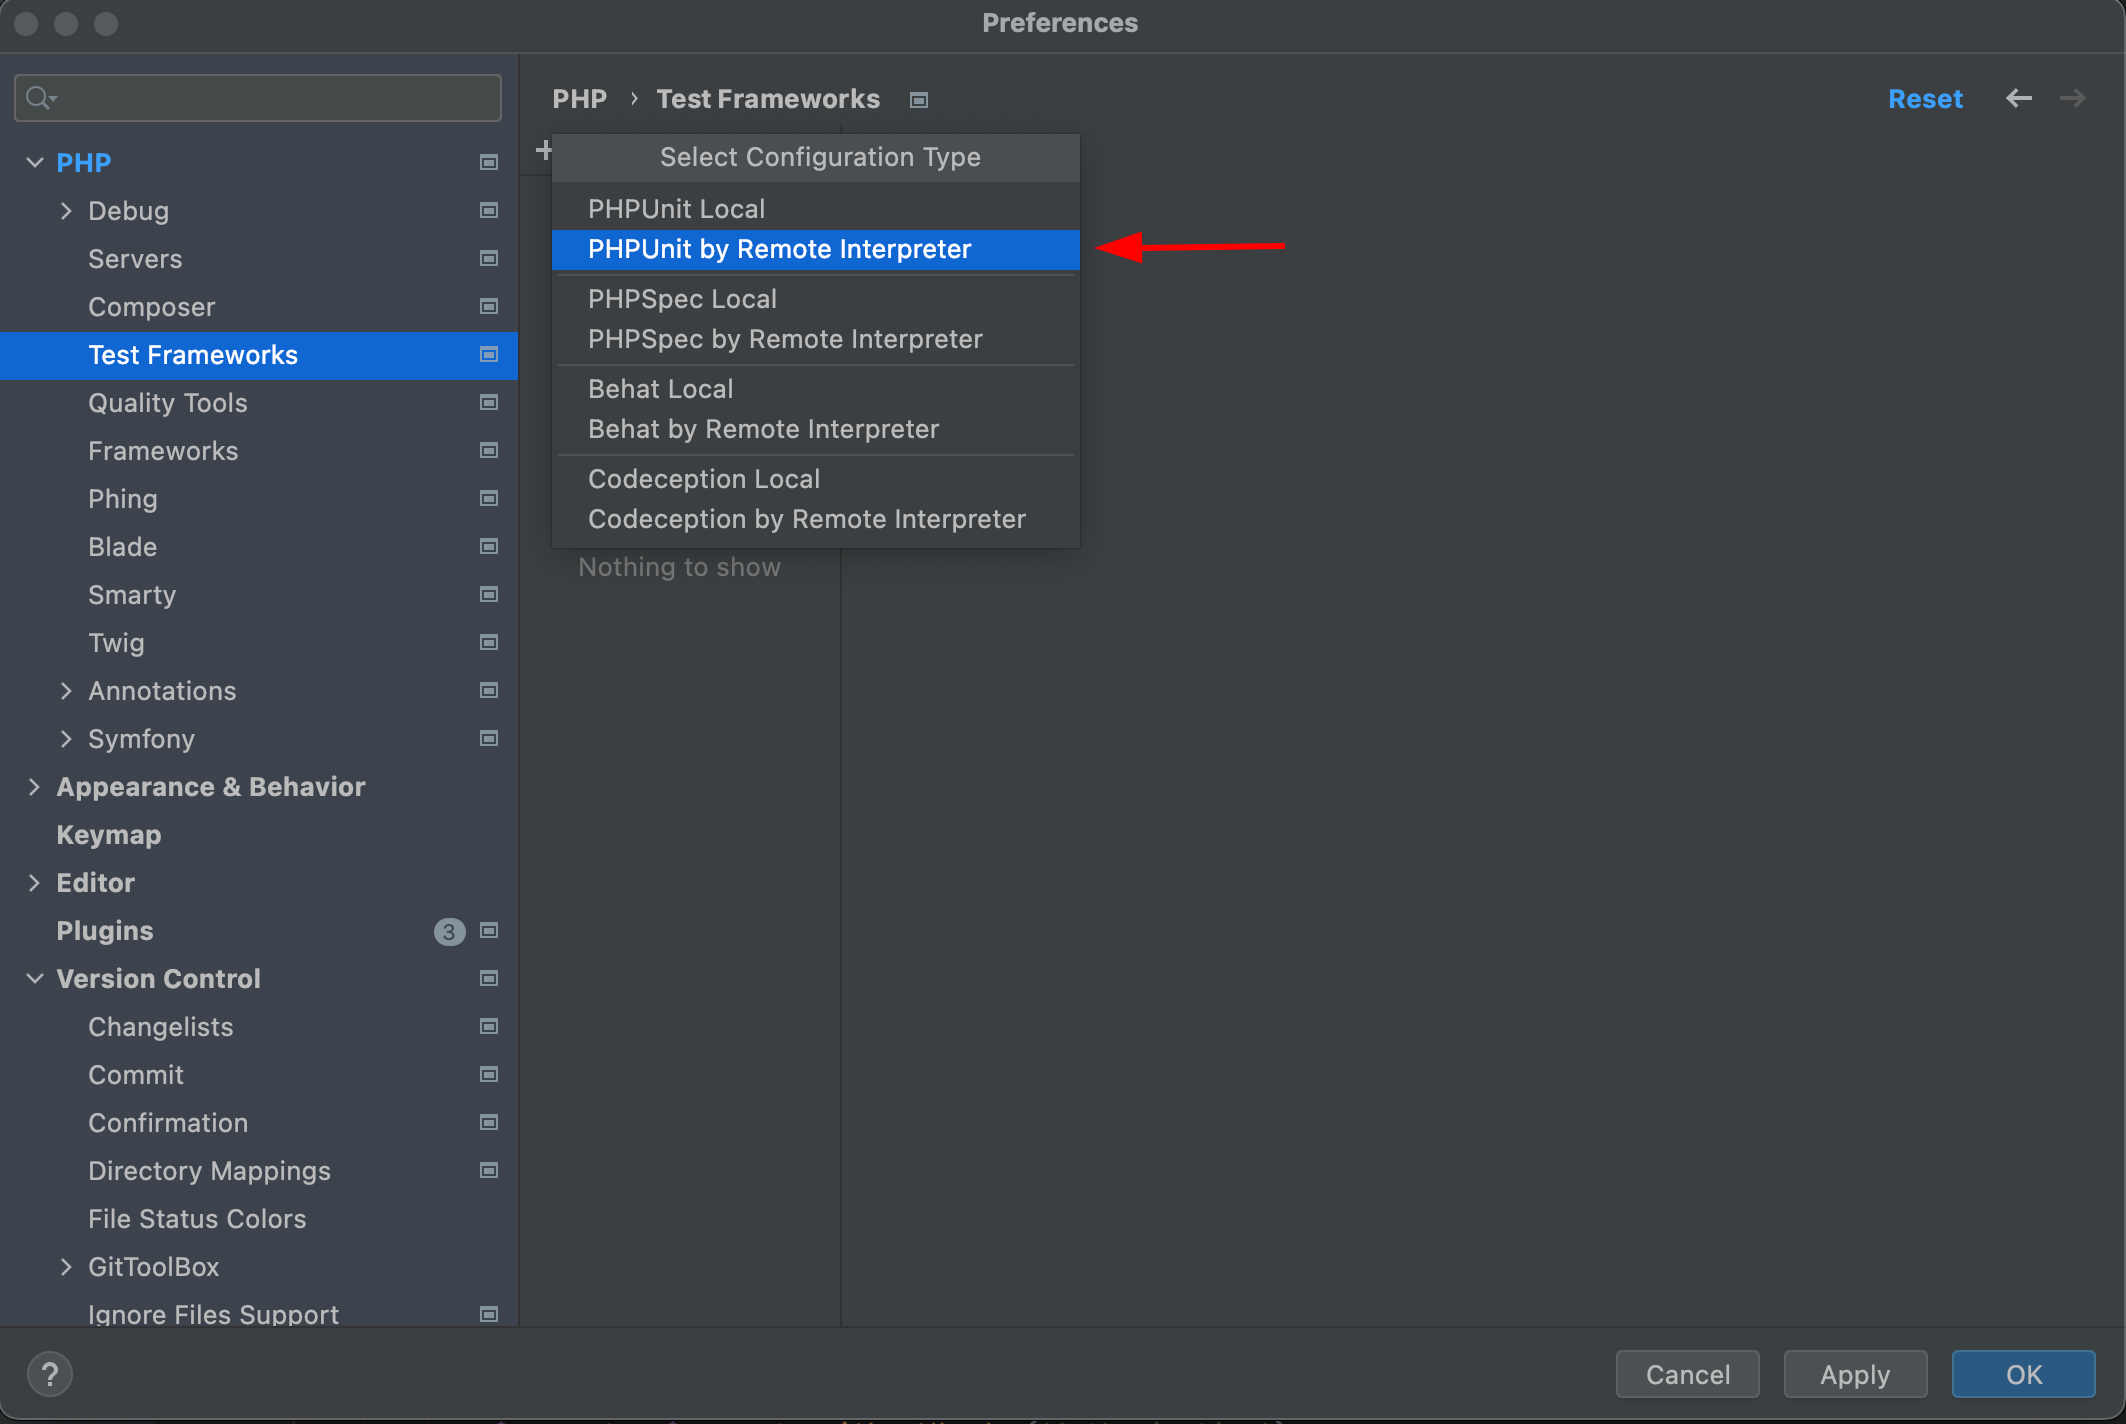 Preferences
PHP › Test Frameworks
Reset
PHP
Debug
Servers
Composer
Test Frameworks
Quality Tools
Frameworks
Phing
Blade
Smarty
Twig
Annotations
Symfony
Appearance & Behavior
Keymap
Editor
Plugins 3
Version Control
Changelists
Commit
Confirmation
Directory Mappings
File Status Colors
GitToolBox
Ignore Files Support
+
Select Configuration Type
PHPUnit Local
PHPUnit by Remote Interpreter
PHPSpec Local
PHPSpec by Remote Interpreter
Behat Local
Behat by Remote Interpreter
Codeception Local
Codeception by Remote Interpreter
Nothing to show
?
Cancel
Apply
OK